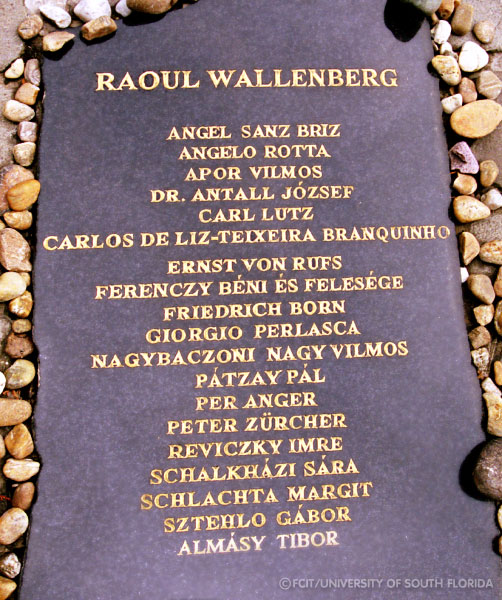 RAOUL WALLENBERG
ANGEL SANZ BRIZ
ANGELO ROTTA
APOR VILMOS
DR. ANTALL JÓZSEF
CARL LUTZ
CARLOS DE LIZ-TEIXEIRA BRANQUINHO
ERNST VON RUFS
FERENCZY BÉNI ÉS FELESÉGE
FRIEDRICH BORN
GIORGIO PERLASCA
NAGYBACZONI NAGY VILMOS
PÁTZAY PÁL
PER ANGER
PETER ZÜRCHER
REVICZKY IMRE
SCHALKHÁZI SÁRA
SCHLACHTA MARGIT
SZTEHLO GÁBOR
ALMÁSY TIBOR
©FCIT/UNIVERSITY OF SOUTH FLORIDA